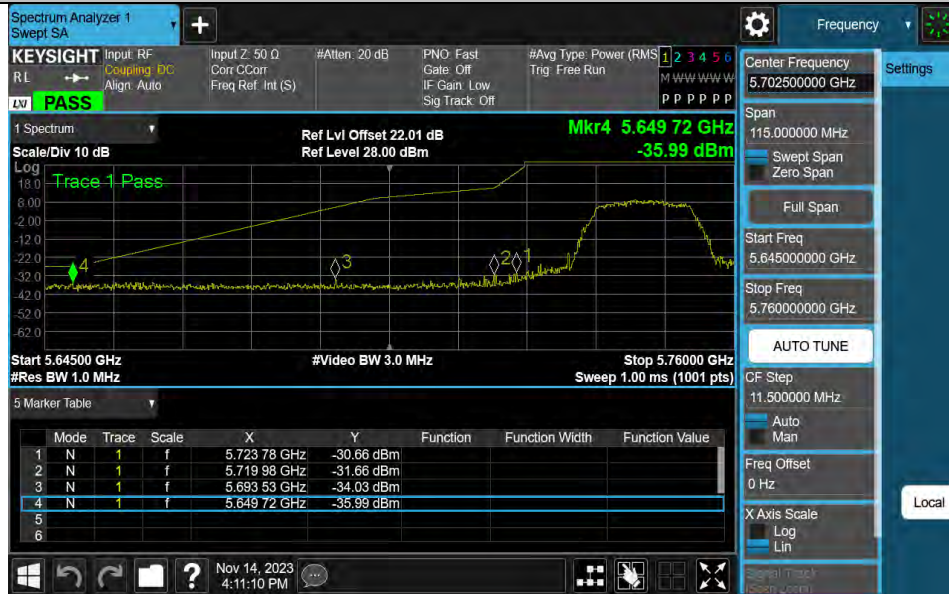 Spectrum Analyzer 1
Swept SA
+
Frequency
KEYSIGHT
RL
LXI
PASS
Input: RF
Coupling: DC
Align: Auto
Input Z: 50 Ω
Corr CCorr
Freq Ref: Int (S)
#Atten: 20 dB
PNO: Fast
Gate: Off
IF Gain: Low
Sig Track: Off
#Avg Type: Power (RMS
Trig: Free Run
1 2 3 4 5 6
M W W W W W
P P P P P P
1 Spectrum
Scale/Div 10 dB
Ref Lvl Offset 22.01 dB
Ref Level 28.00 dBm
Mkr4 5.649 72 GHz
-35.99 dBm
Log
Trace 1 Pass
18.0
8.00
-2.00
-12.0
-22.0
-32.0
-42.0
-52.0
-62.0
4
3
2
1
Start 5.64500 GHz
#Video BW 3.0 MHz
Stop 5.76000 GHz
#Res BW 1.0 MHz
Sweep 1.00 ms (1001 pts)
5 Marker Table
Mode Trace Scale X Y Function Function Width Function Value
1 N 1 f 5.723 78 GHz -30.66 dBm
2 N 1 f 5.719 98 GHz -31.66 dBm
3 N 1 f 5.693 53 GHz -34.03 dBm
4 N 1 f 5.649 72 GHz -35.99 dBm
5
6
Nov 14, 2023
4:11:10 PM
?
Center Frequency
5.702500000 GHz
Span
115.000000 MHz
Swept Span
Zero Span
Full Span
Start Freq
5.645000000 GHz
Stop Freq
5.760000000 GHz
AUTO TUNE
CF Step
11.500000 MHz
Auto
Man
Freq Offset
0 Hz
X Axis Scale
Log
Lin
Signal Track
(Span Zoom)
Settings
Local